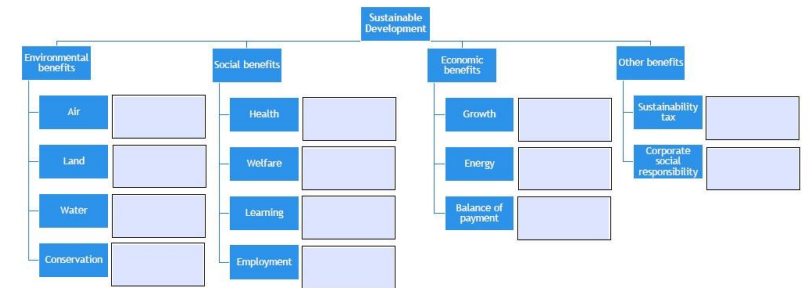 Sustainable
Development
Environmental
benefits
Social benefits
Economic
benefits
Other benefits
Air
Health
Growth
Sustainability
tax
Land
Welfare
Energy
Corporate
social
responsibility
Water
Learning
Balance of
payment
Conservation
Employment